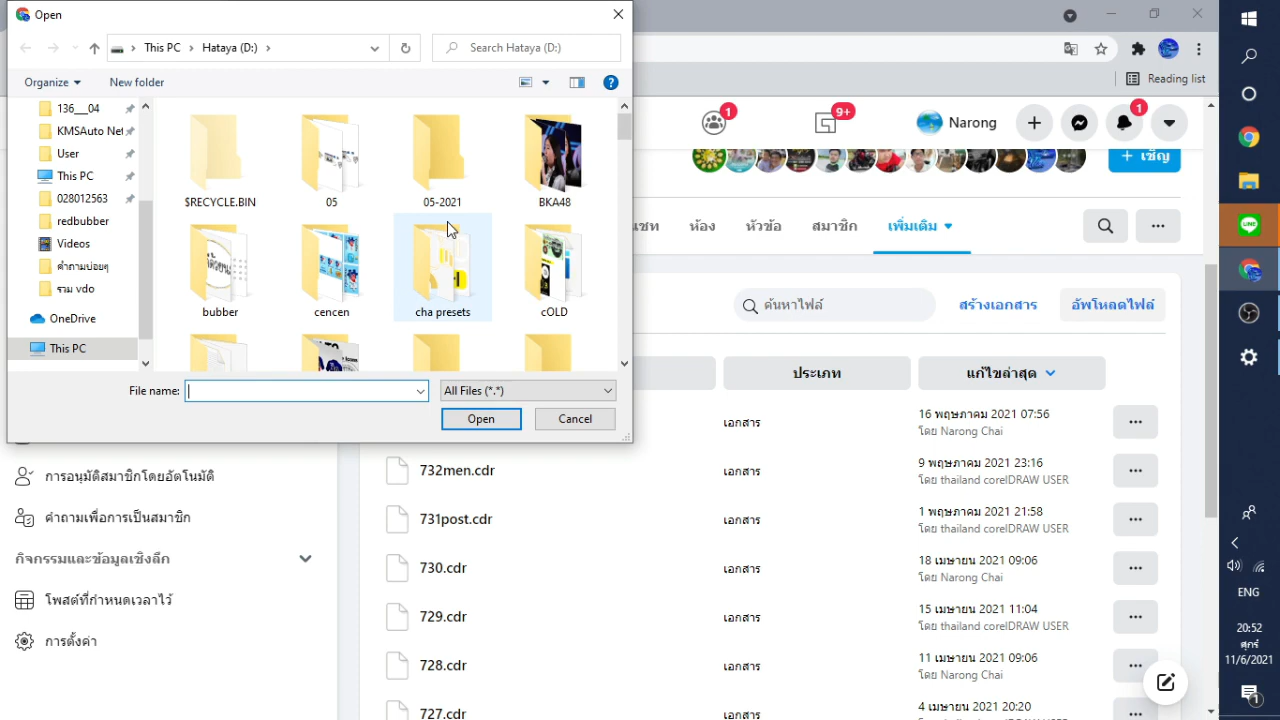 Open
This PC
Hataya (D:)
Search Hataya (D:)
Organize
New folder
136__04
KMSAuto Net
User
This PC
028012563
redbubber
Videos
คำถามบ่อยๆ
รวม vdo
OneDrive
This PC
$RECYCLE.BIN
05
05-2021
BKA48
bubber
cencen
cha presets
cOLD
File name:
All Files (*.*)
Open
Cancel
Reading list
1
9+
Narong
1
+ เชิญ
ห้อง
หัวข้อ
สมาชิก
เพิ่มเติม
ค้นหาไฟล์
สร้างเอกสาร
อัพโหลดไฟล์
ประเภท
แก้ไขล่าสุด
เอกสาร
16 พฤษภาคม 2021 07:56
โดย Narong Chai
732men.cdr
เอกสาร
9 พฤษภาคม 2021 23:16
โดย thailand corelDRAW USER
731post.cdr
เอกสาร
1 พฤษภาคม 2021 21:58
โดย thailand corelDRAW USER
730.cdr
เอกสาร
18 เมษายน 2021 09:06
โดย Narong Chai
729.cdr
เอกสาร
15 เมษายน 2021 11:04
โดย thailand corelDRAW USER
728.cdr
เอกสาร
11 เมษายน 2021 09:06
โดย Narong Chai
727.cdr
เอกสาร
4 เมษายน 2021 20:20
การอนุมัติสมาชิกโดยอัตโนมัติ
คำถามเพื่อการเป็นสมาชิก
กิจกรรมและข้อมูลเชิงลึก
โพสต์ที่กำหนดเวลาไว้
การตั้งค่า
LINE
ENG
20:52
ศุกร์
11/6/2021
1